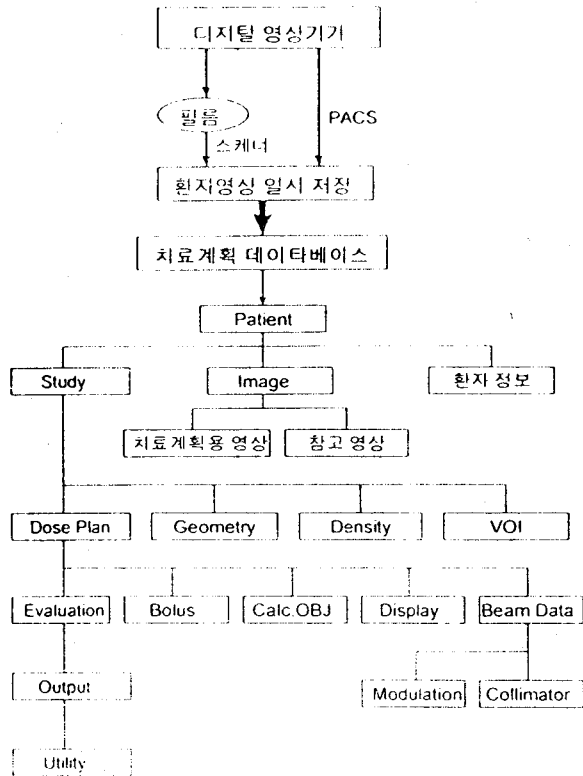 디지탈 영상기기
필름
PACS
스케너
환자영상 일시 저장
치료계획 데이타베이스
Patient
Study
Image
환자 정보
치료계획용 영상
참고 영상
Dose Plan
Geometry
Density
VOI
Evaluation
Bolus
Calc.OBJ
Display
Beam Data
Output
Modulation
Collimator
Utility